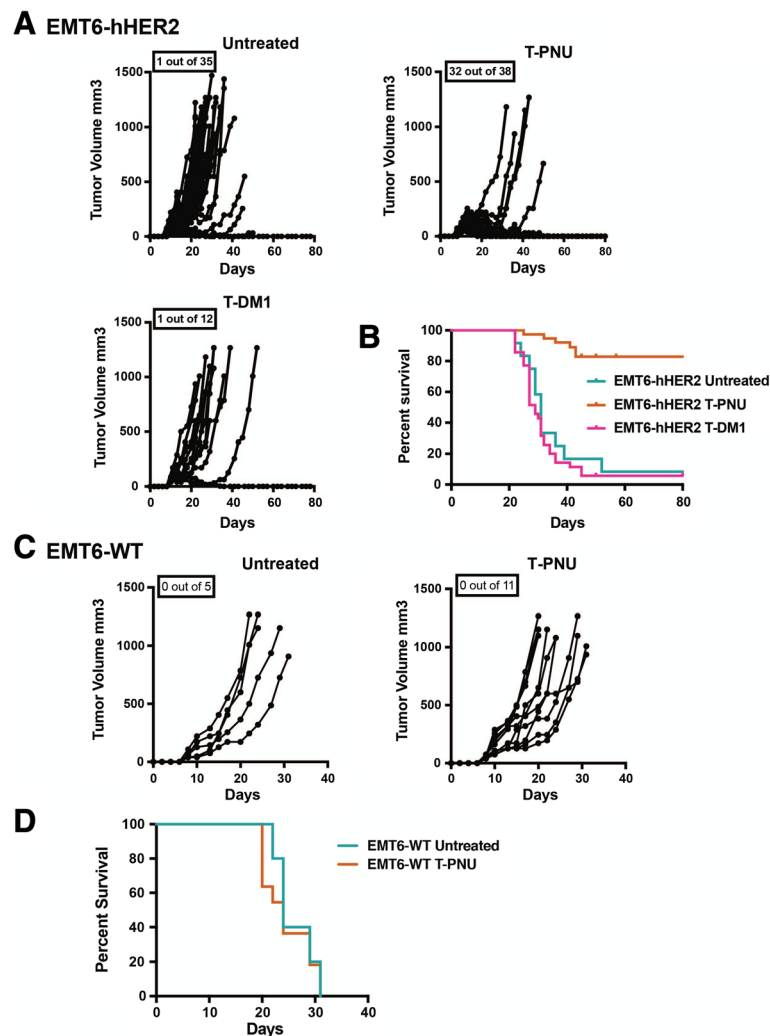 A EMT6-hHER2
Untreated
1 out of 35
Tumor Volume mm3
1500
1000
500
0
0 20 40 60 80
Days
T-PNU
32 out of 38
Tumor Volume mm3
1500
1000
500
0
0 20 40 60 80
Days
T-DM1
1 out of 12
Tumor Volume mm3
1500
1000
500
0
0 20 40 60 80
Days
B
Percent survival
100
80
60
40
20
0
0 20 40 60 80
Days
EMT6-hHER2 Untreated
EMT6-hHER2 T-PNU
EMT6-hHER2 T-DM1
C EMT6-WT
Untreated
0 out of 5
Tumor Volume mm3
1500
1000
500
0
0 10 20 30 40
Days
T-PNU
0 out of 11
Tumor Volume mm3
1500
1000
500
0
0 10 20 30 40
Days
D
Percent Survival
100
80
60
40
20
0
0 10 20 30 40
Days
EMT6-WT Untreated
EMT6-WT T-PNU